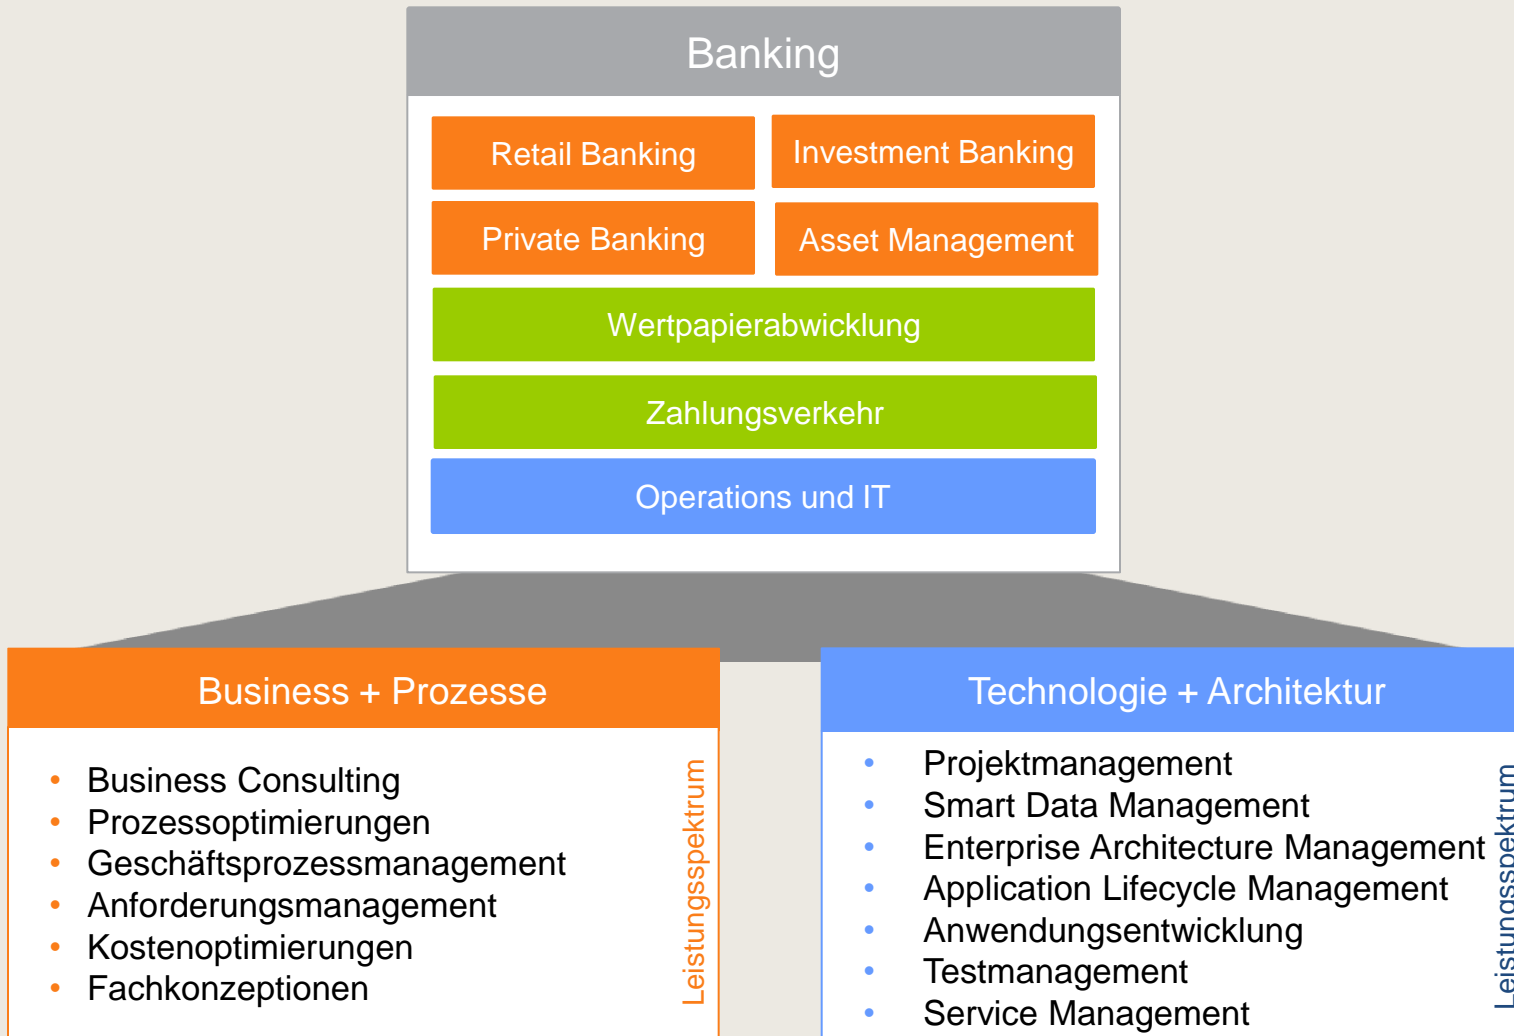 Banking
Retail Banking
Investment Banking
Private Banking
Asset Management
Wertpapierabwicklung
Zahlungsverkehr
Operations und IT
Business + Prozesse
• Business Consulting
• Prozessoptimierungen
• Geschäftsprozessmanagement
• Anforderungsmanagement
• Kostenoptimierungen
• Fachkonzeptionen
Leistungsspektrum
Technologie + Architektur
• Projektmanagement
• Smart Data Management
• Enterprise Architecture Management
• Application Lifecycle Management
• Anwendungsentwicklung
• Testmanagement
• Service Management
Leistungsspektrum